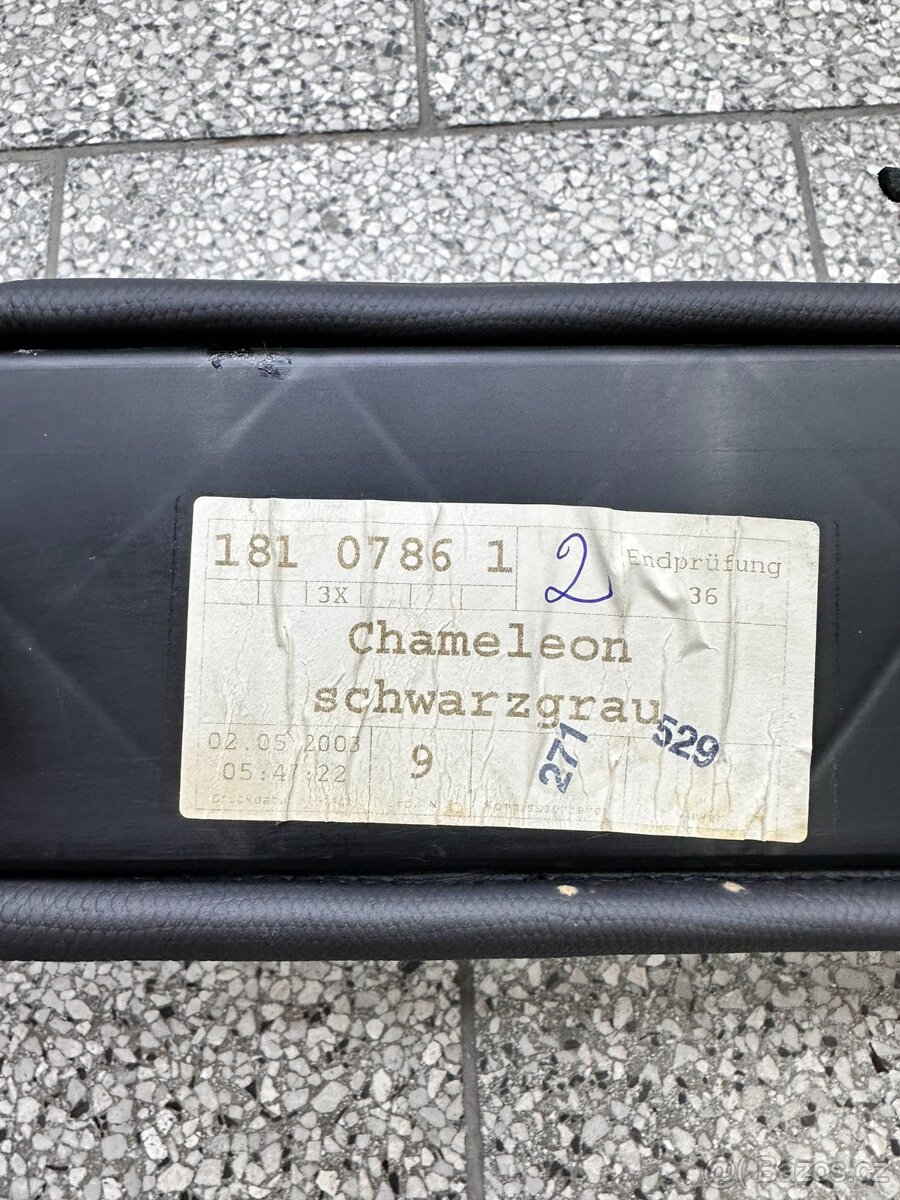 181 0786 1
2
Endprüfung
3X
36
Chameleon
schwarzgrau
271
529
02.05 2003
9
05:41:22
@ Bazos.cz